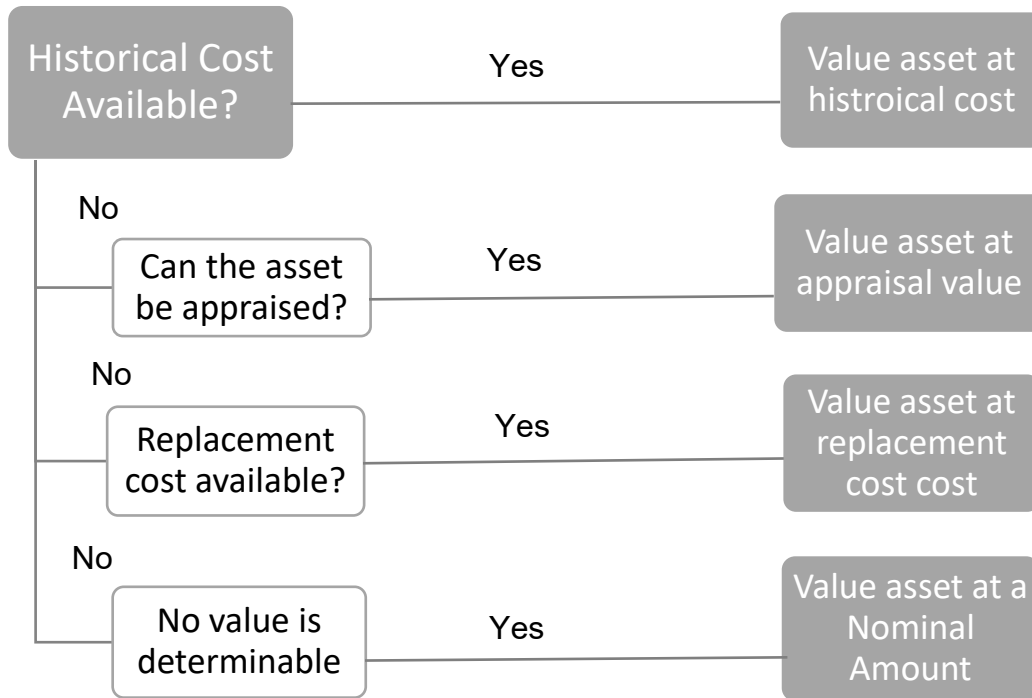 Historical Cost
Available?
Yes
Value asset at
histroical cost
No
Can the asset
be appraised?
Yes
Value asset at
appraisal value
No
Replacement
cost available?
Yes
Value asset at
replacement
cost cost
No
No value is
determinable
Yes
Value asset at a
Nominal
Amount